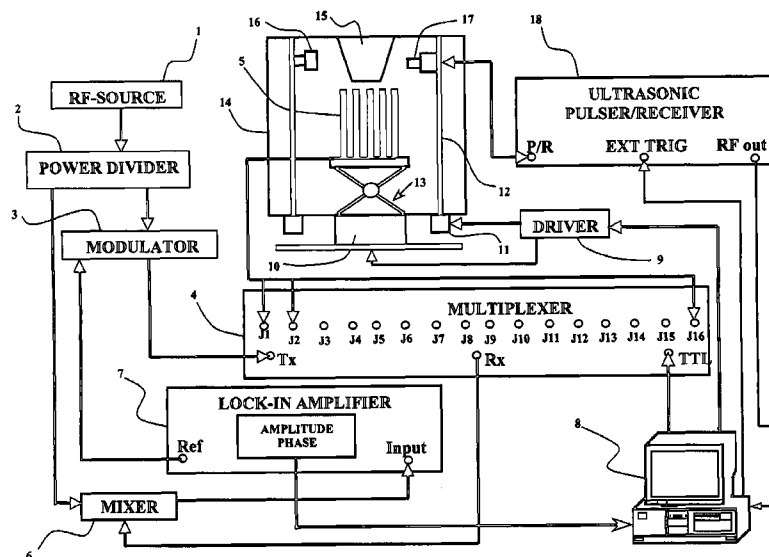 1
RF-SOURCE
2
POWER DIVIDER
3
MODULATOR
16
15
17
5
14
13
12
10
11
18
ULTRASONIC
PULSER/RECEIVER
P/R
EXT TRIG
RF out
DRIVER
9
4
MULTIPLEXER
J1
J2
J3
J4
J5
J6
J7
J8
J9
J10
J11
J12
J13
J14
J15
J16
Tx
Rx
TTL
7
LOCK-IN AMPLIFIER
AMPLITUDE
PHASE
Ref
Input
8
MIXER
6